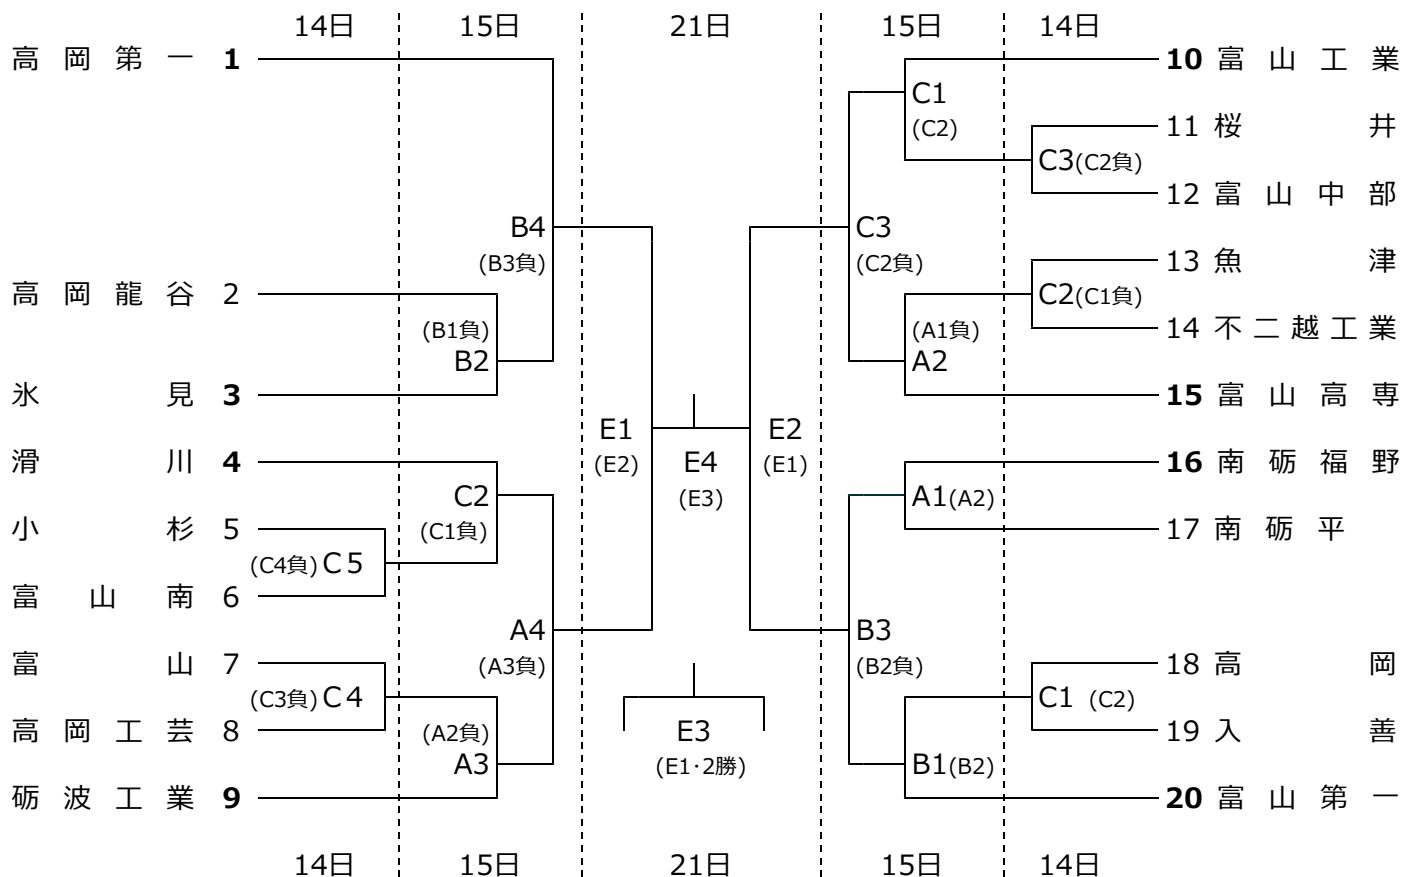 14日 15日 21日 15日 14日
高岡第一 1
高岡龍谷 2
氷見 3
滑川 4
小杉 5
富山南 6
富山 7
高岡工芸 8
砺波工業 9
(C4負) C5
(C3負) C4
B4
(B3負)
(B1負)
B2
C2
(C1負)
A4
(A3負)
(A2負)
A3
E1
(E2)
E4
(E3)
E2
(E1)
E3
(E1・2勝)
C1
(C2)
C3
(C2負)
(A1負)
A2
A1(A2)
B3
(B2負)
B1(B2)
C3(C2負)
C2(C1負)
C1 (C2)
10 富山工業
11 桜井
12 富山中部
13 魚津
14 不二越工業
15 富山高専
16 南砺福野
17 南砺平
18 高岡
19 入善
20 富山第一
14日 15日 21日 15日 14日